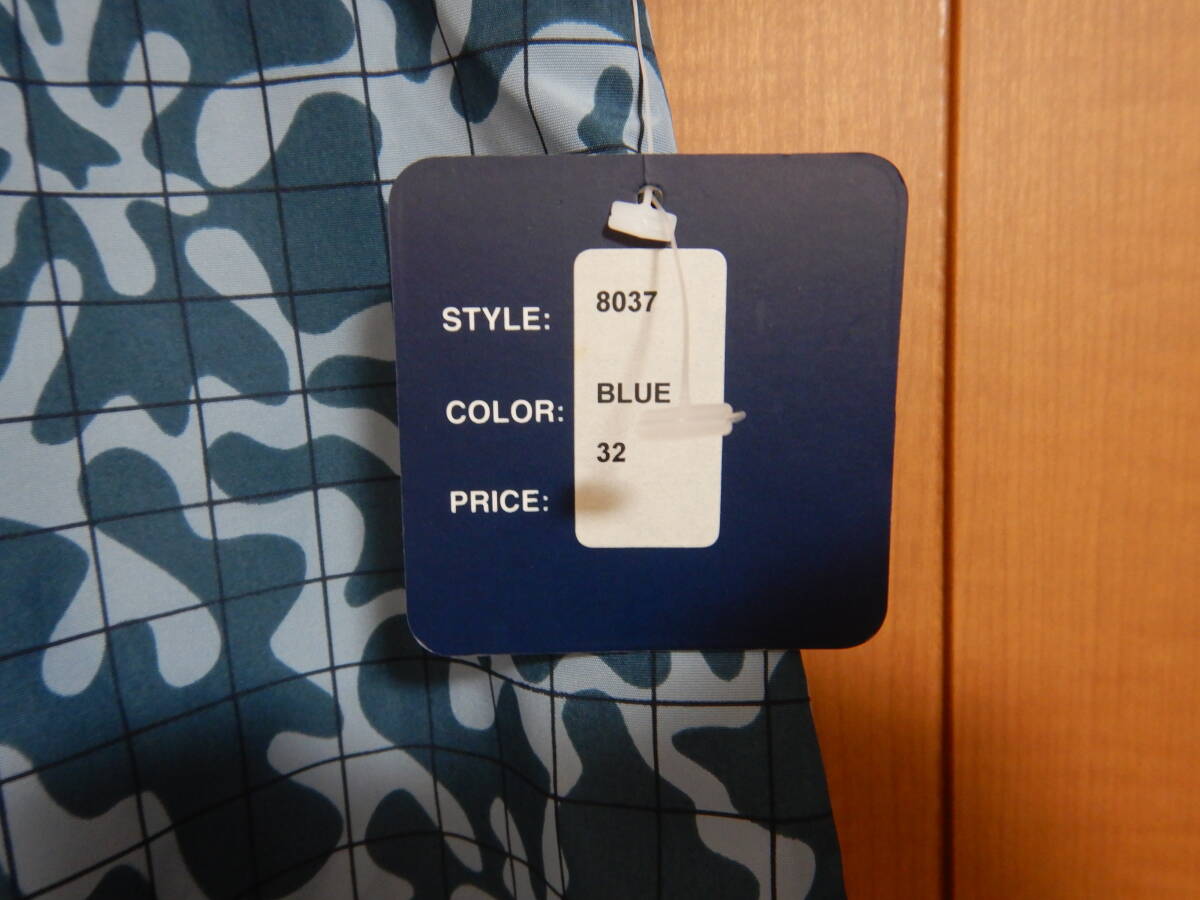 STYLE: 8037
COLOR: BLUE
32
PRICE: